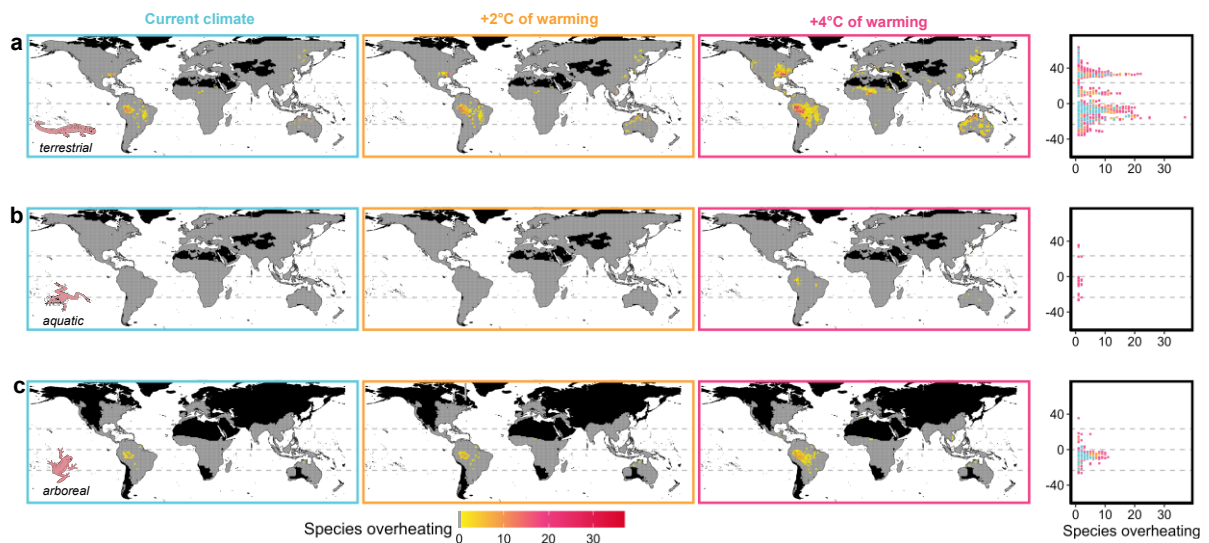 Current climate
+2°C of warming
+4°C of warming
a
terrestrial
40
0
-40
0 10 20 30
b
aquatic
40
0
-40
0 10 20 30
c
arboreal
40
0
-40
0 10 20 30
Species overheating
Species overheating
0 10 20 30